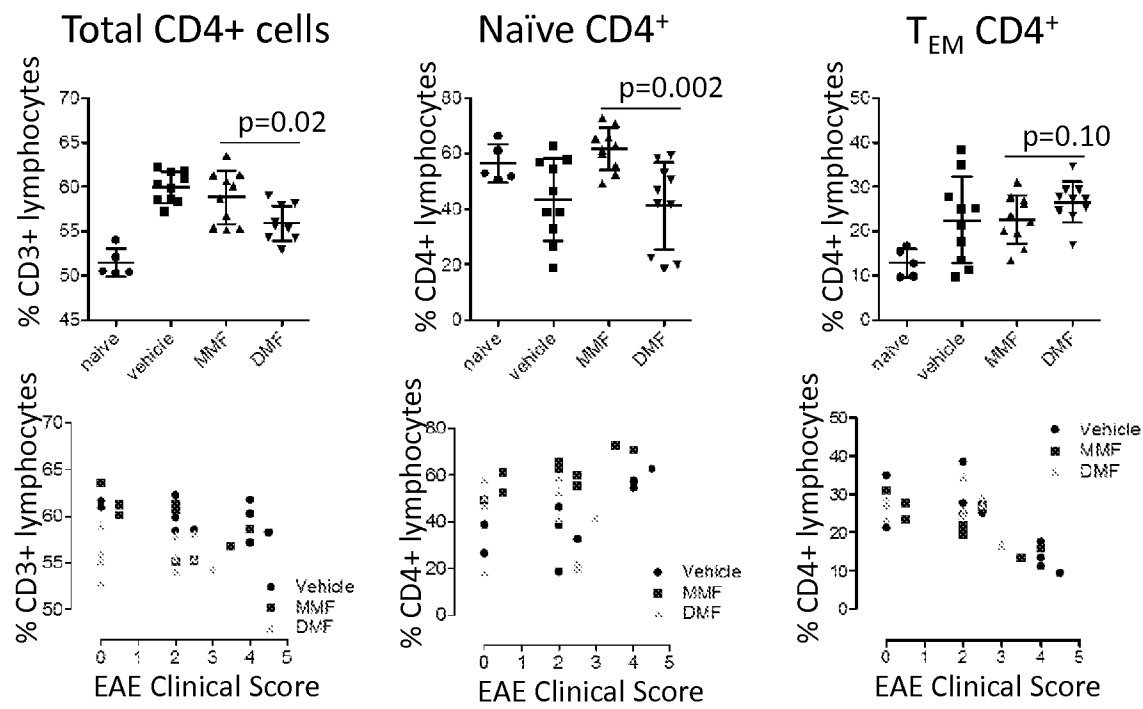 Total CD4+ cells
Naïve CD4+
TEM CD4+
% CD3+ lymphocytes
70
65
60
55
50
45
p=0.02
naïve
vehicle
MMF
DMF
% CD4+ lymphocytes
80
60
40
20
0
p=0.002
naïve
vehicle
MMF
DMF
% CD4+ lymphocytes
50
40
30
20
10
0
p=0.10
naïve
vehicle
MMF
DMF
% CD3+ lymphocytes
70
65
60
55
50
Vehicle
MMF
DMF
0 1 2 3 4 5
EAE Clinical Score
% CD4+ lymphocytes
80
60
40
20
0
Vehicle
MMF
DMF
0 1 2 3 4 5
EAE Clinical Score
% CD4+ lymphocytes
50
40
30
20
10
0
Vehicle
MMF
DMF
0 1 2 3 4 5
EAE Clinical Score